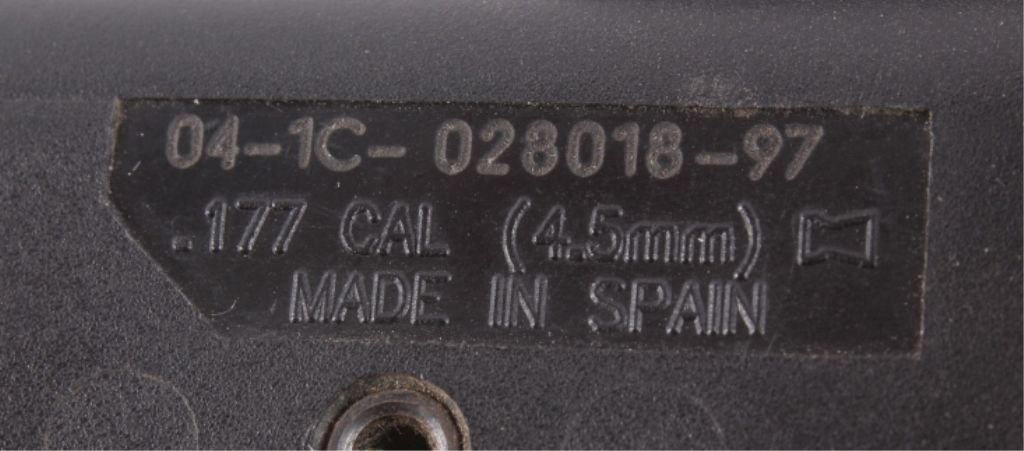 04-1C-028018-97
.177 CAL (4.5mm)
MADE IN SPAIN